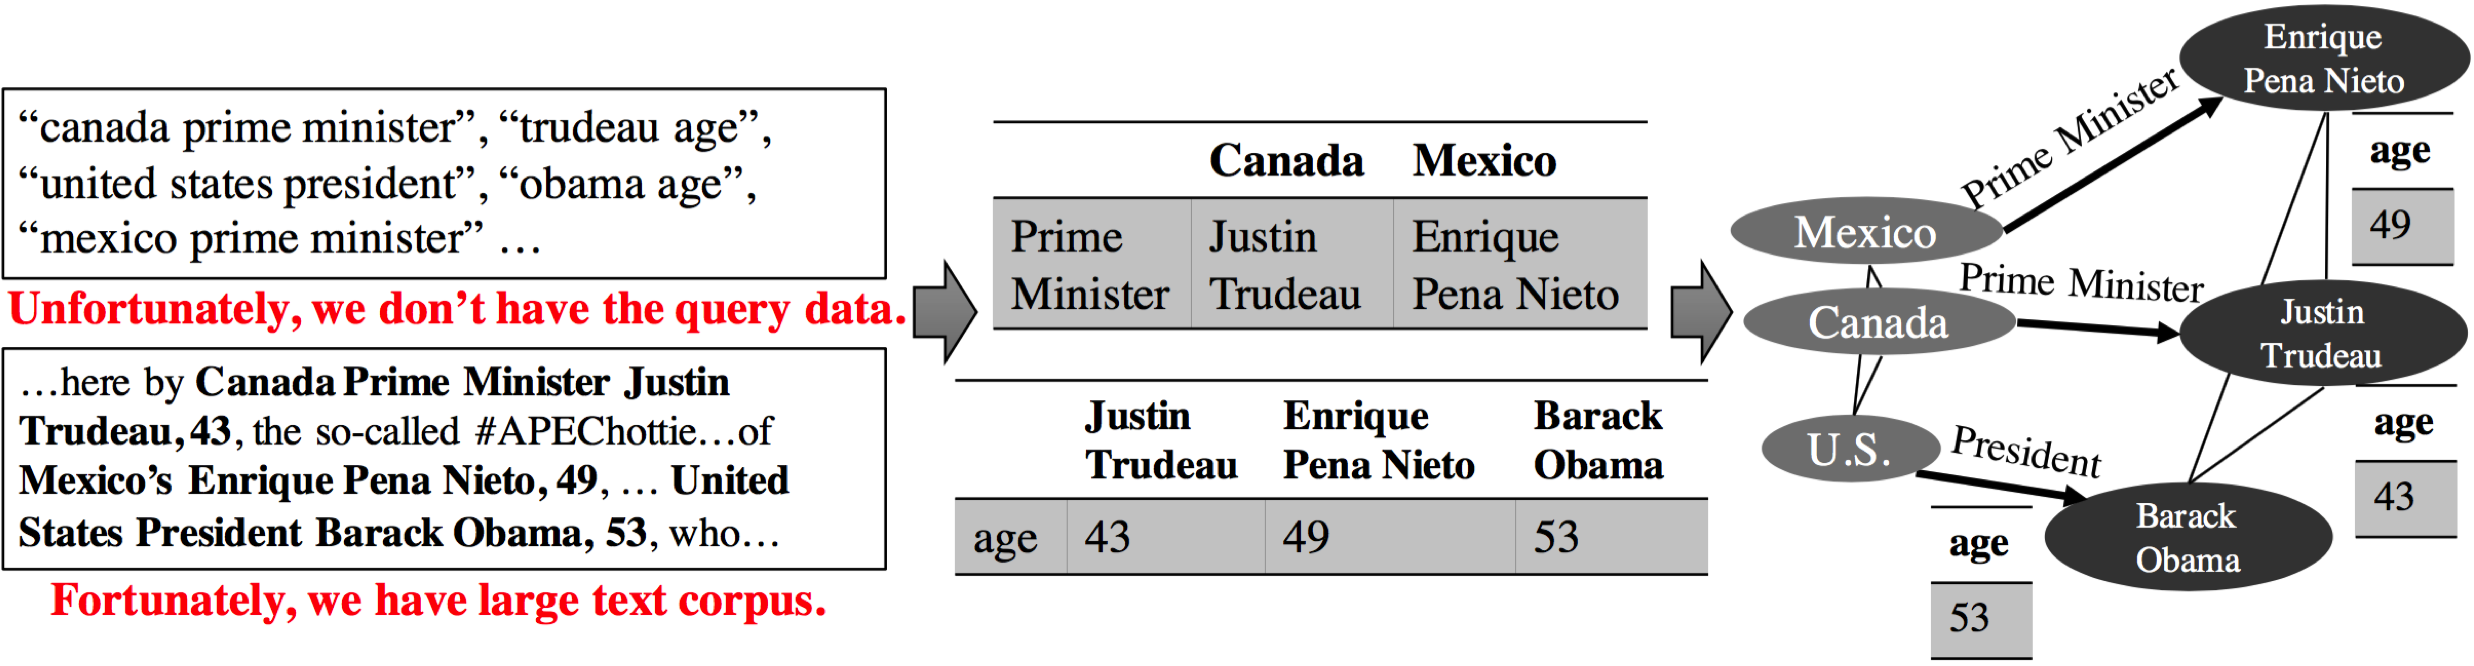 “canada prime minister”, “trudeau age”,
“united states president”, “obama age”,
“mexico prime minister” …
Unfortunately, we don’t have the query data.
…here by Canada Prime Minister Justin
Trudeau, 43, the so-called #APEChottie…of
Mexico’s Enrique Pena Nieto, 49, … United
States President Barack Obama, 53, who…
Fortunately, we have large text corpus.
Canada Mexico
Prime Justin Enrique
Minister Trudeau Pena Nieto
Justin Enrique Barack
Trudeau Pena Nieto Obama
age 43 49 53
Enrique
Pena Nieto
Prime Minister
age
49
Mexico
Prime Minister
Canada
Justin
Trudeau
age
43
U.S.
President
Barack
Obama
age
53